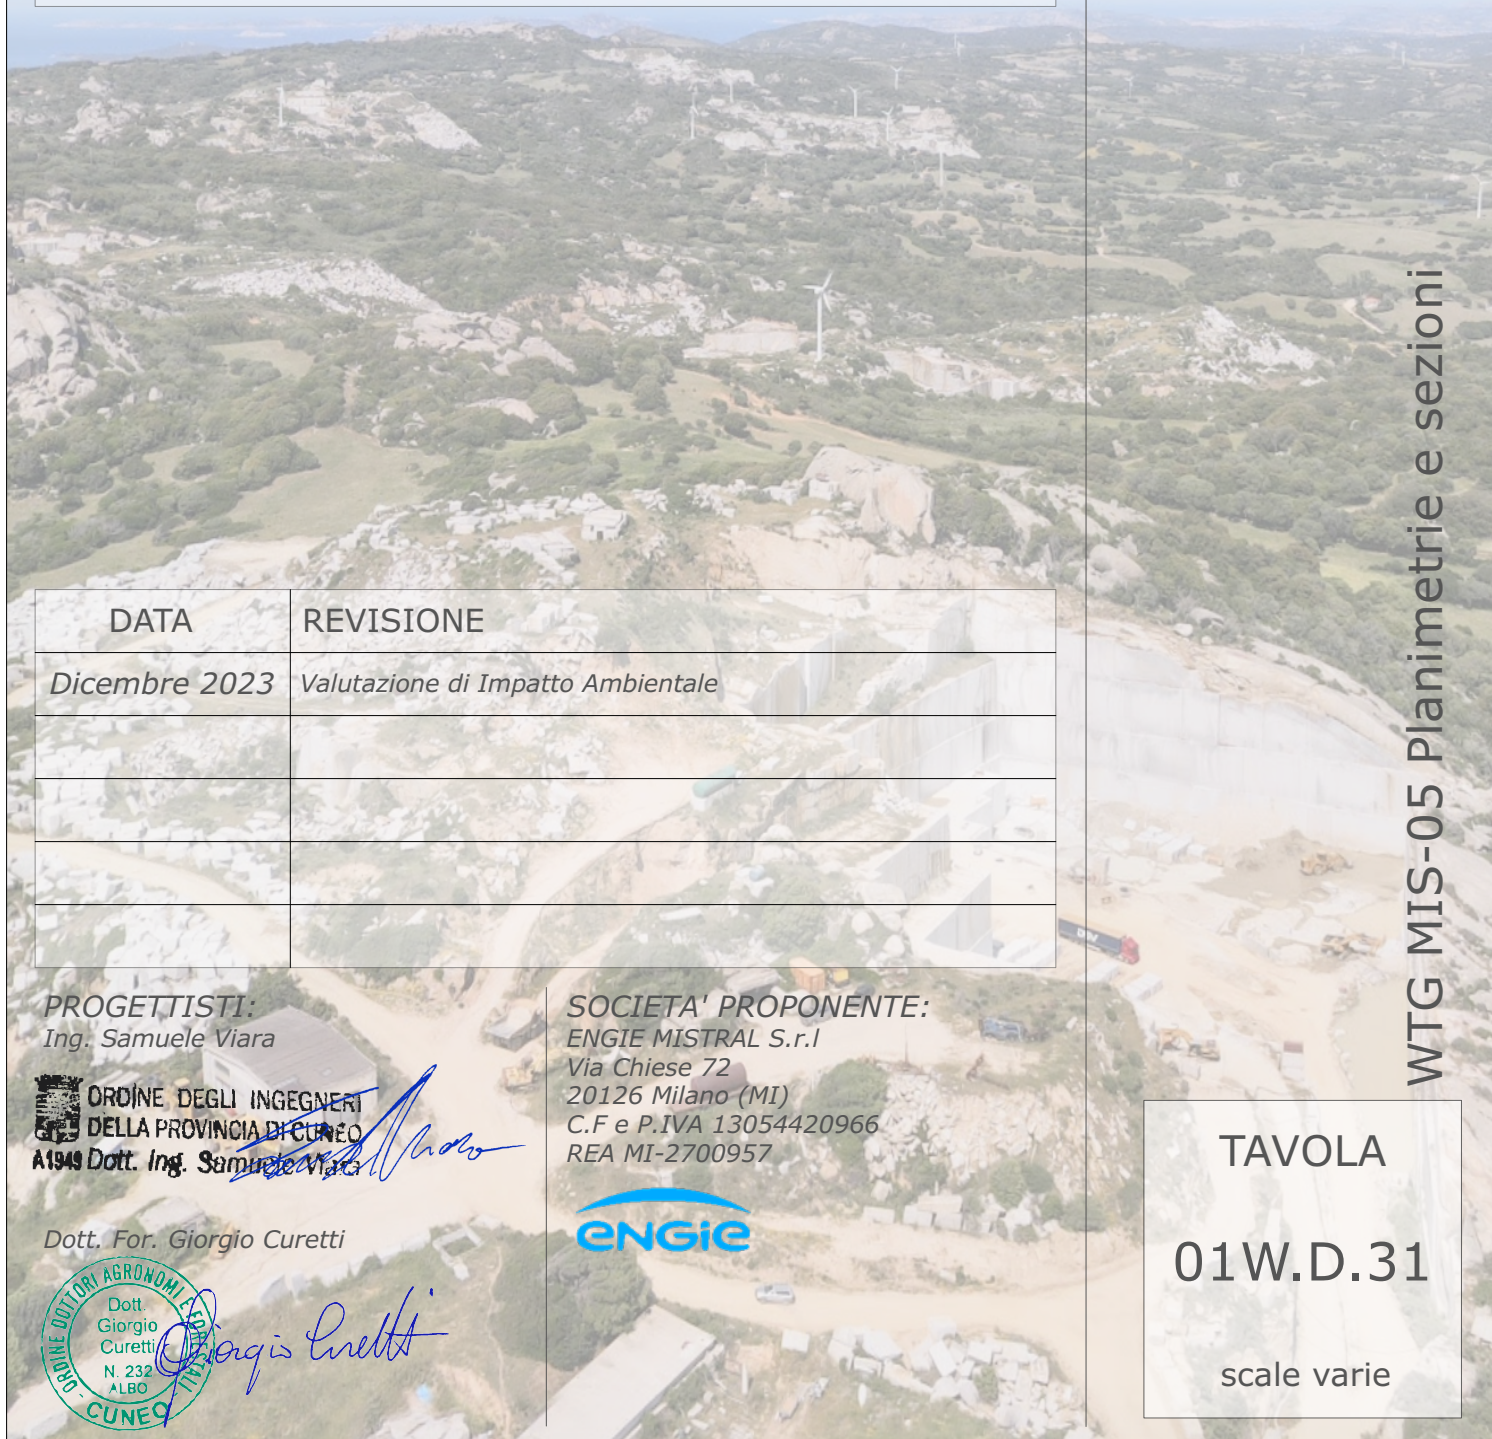 DATA REVISIONE
Dicembre 2023 Valutazione di Impatto Ambientale
PROGETTISTI:
Ing. Samuele Viara
ORDINE DEGLI INGEGNERI
DELLA PROVINCIA DI CUNEO
A1949 Dott. Ing. Samuele Viara
Dott. For. Giorgio Curetti
ORDINE DOTTORI AGRONOMI E FORESTALI
Dott.
Giorgio
Curetti
N. 232
ALBO
CUNEO
Giorgio Curetti
SOCIETA' PROPONENTE:
ENGIE MISTRAL S.r.l
Via Chiese 72
20126 Milano (MI)
C.F e P.IVA 13054420966
REA MI-2700957
ENGIE
WTG MIS-05 Planimetrie e sezioni
TAVOLA
01W.D.31
scale varie